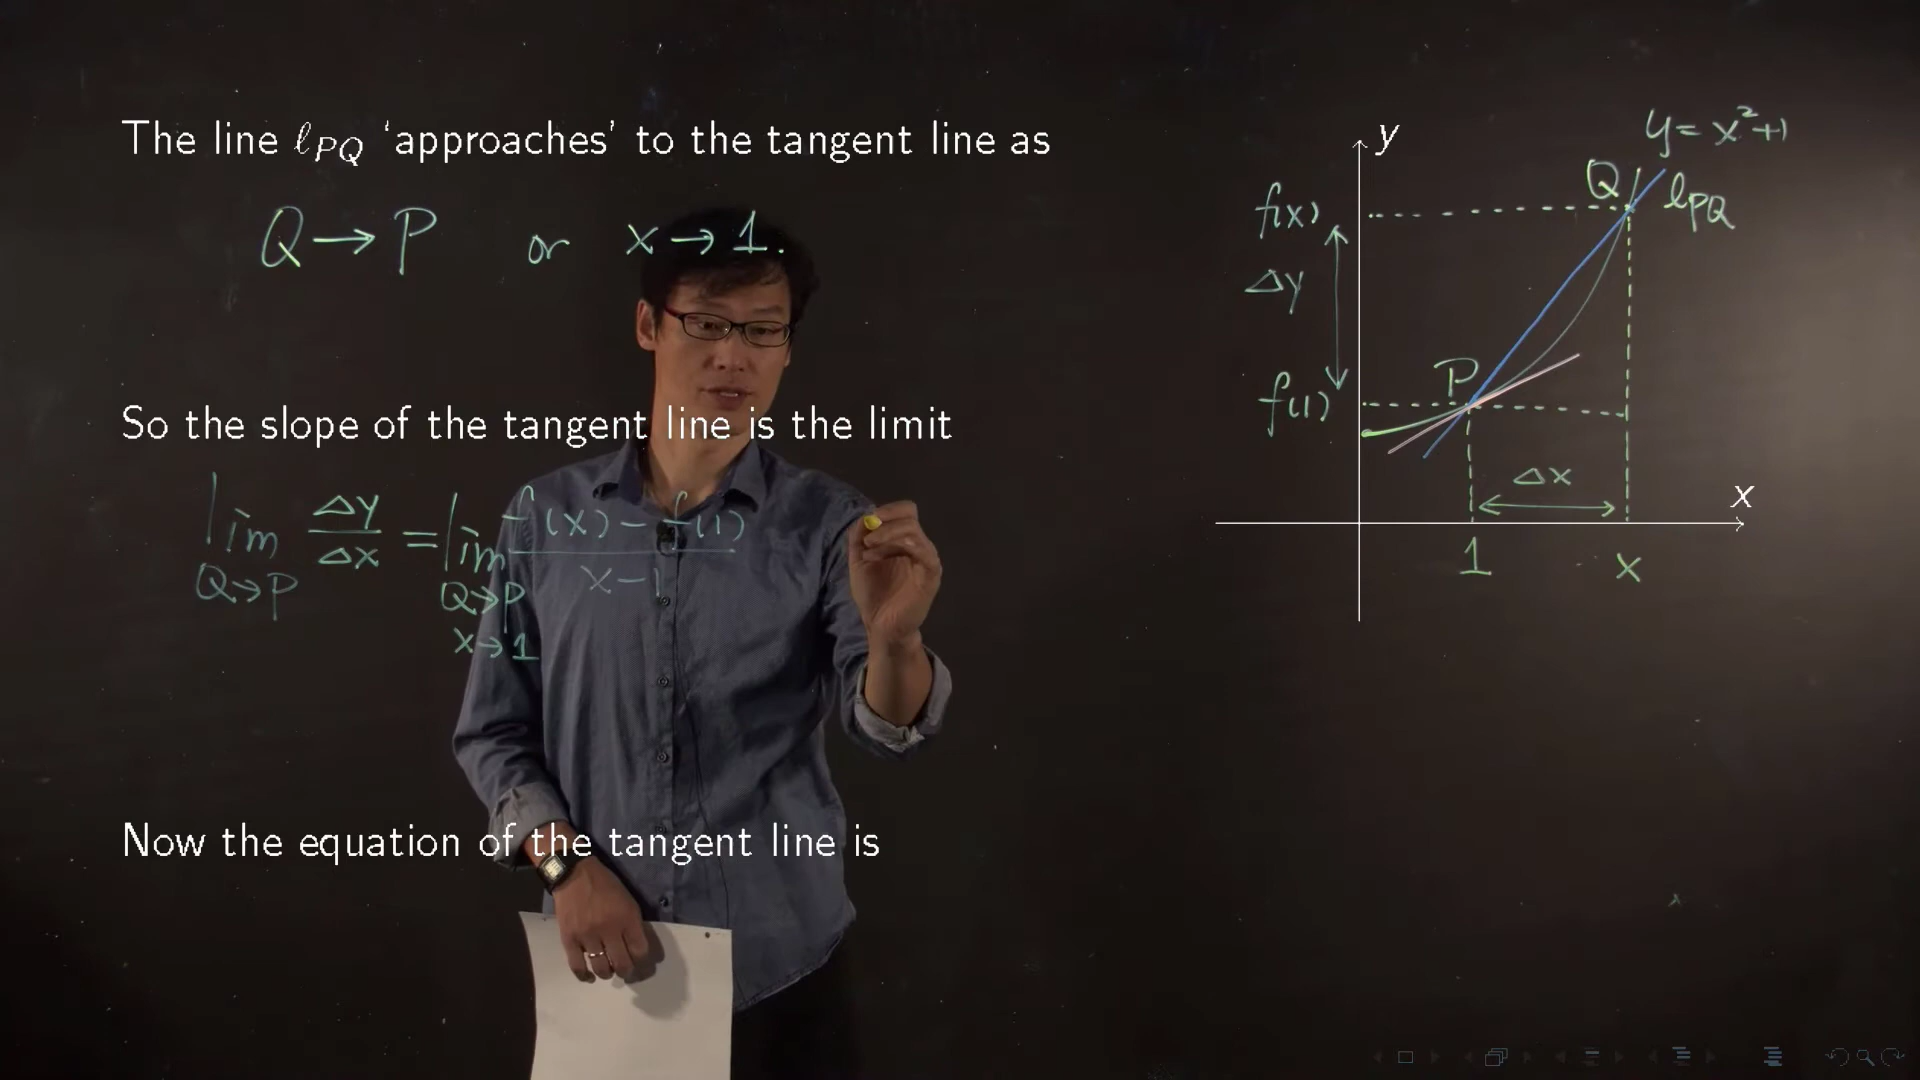 The line ℓPQ ‘approaches’ to the tangent line as
Q→P or x→1.
So the slope of the tangent line is the limit
lim Δy/Δx = lim f(x) - f(1)/x-1
Q→P Q→P
x→1
Now the equation of the tangent line is
y
y = x²+1
Q
ℓPQ
f(x)
Δy
P
f(1)
Δx
x
1 x